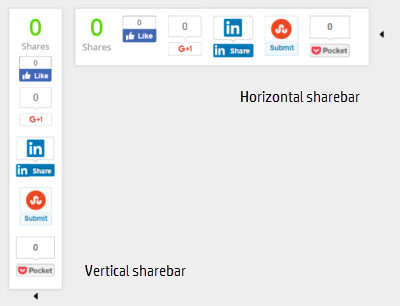 0
Shares
0
Like
0
G+1
in
in Share
Submit
0
Pocket
0
Shares
0
Like
0
G+1
in
in Share
Submit
0
Pocket
Horizontal sharebar
Vertical sharebar